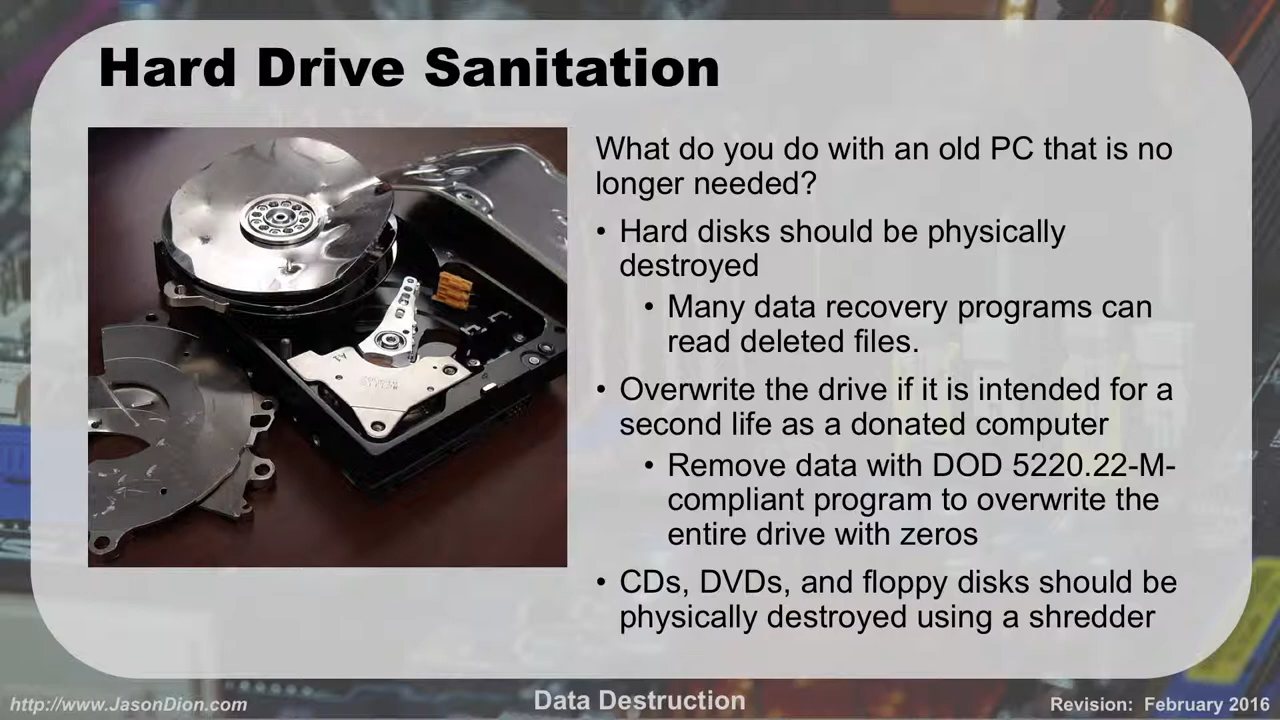 Hard Drive Sanitation
What do you do with an old PC that is no
longer needed?
• Hard disks should be physically
destroyed
• Many data recovery programs can
read deleted files.
• Overwrite the drive if it is intended for a
second life as a donated computer
• Remove data with DOD 5220.22-M-
compliant program to overwrite the
entire drive with zeros
• CDs, DVDs, and floppy disks should be
physically destroyed using a shredder
http://www.JasonDion.com
Data Destruction
Revision: February 2016